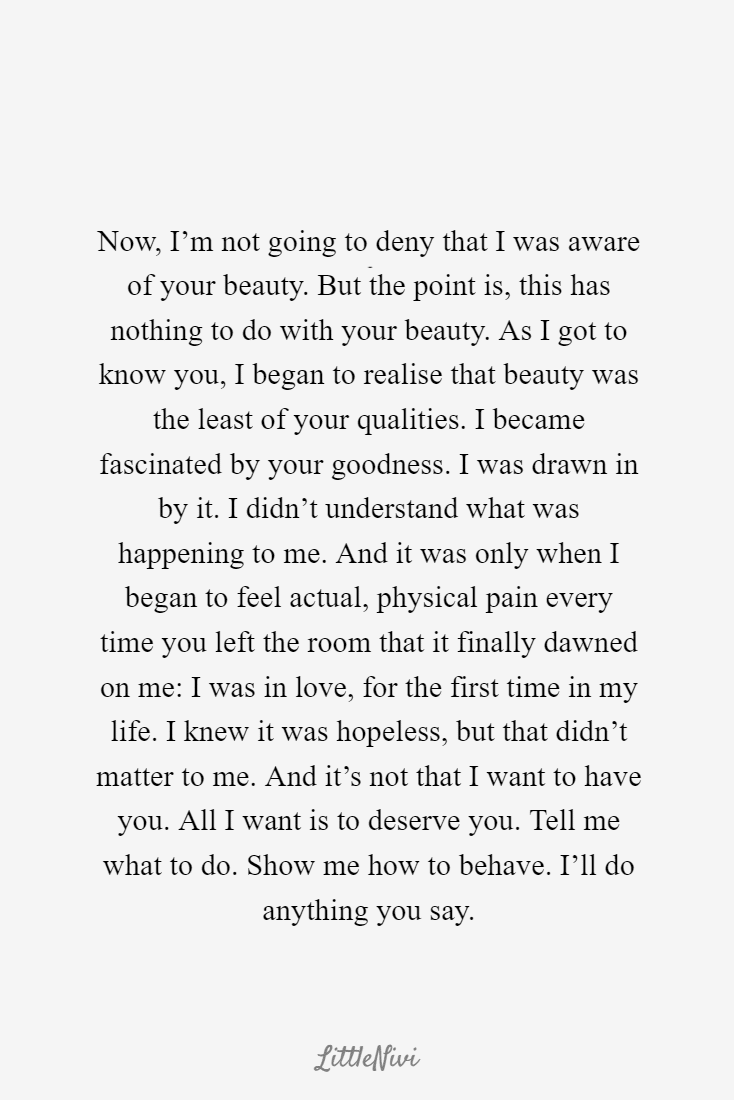 Now, I’m not going to deny that I was aware
of your beauty. But the point is, this has
nothing to do with your beauty. As I got to
know you, I began to realise that beauty was
the least of your qualities. I became
fascinated by your goodness. I was drawn in
by it. I didn’t understand what was
happening to me. And it was only when I
began to feel actual, physical pain every
time you left the room that it finally dawned
on me: I was in love, for the first time in my
life. I knew it was hopeless, but that didn’t
matter to me. And it’s not that I want to have
you. All I want is to deserve you. Tell me
what to do. Show me how to behave. I’ll do
anything you say.
LittleNivi